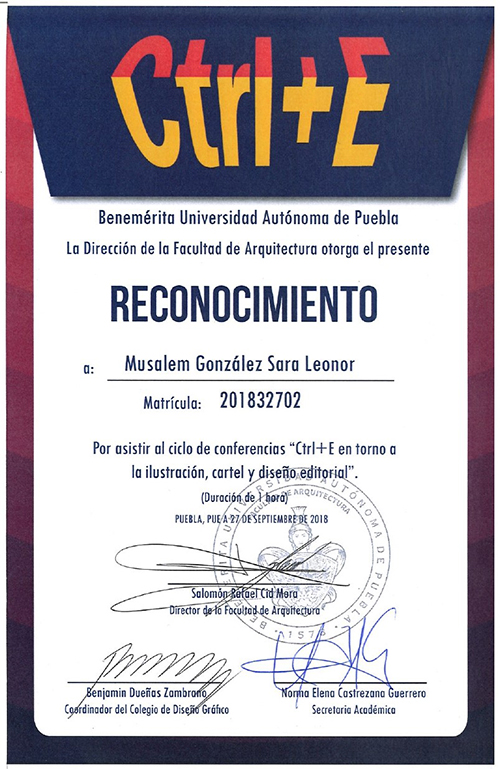 Ctrl+E
Benemérita Universidad Autónoma de Puebla
La Dirección de la Facultad de Arquitectura otorga el presente
RECONOCIMIENTO
a: Musalem González Sara Leonor
Matrícula: 201832702
Por asistir al ciclo de conferencias “Ctrl+E en torno a
la ilustración, cartel y diseño editorial”.
(Duración de 1 hora)
PUEBLA, PUE A 27 DE SEPTIEMBRE DE 2018
BENEMERITA UNIVERSIDAD AUTÓNOMA DE PUEBLA
FACULTAD DE ARQUITECTURA
V.1578
Salomón Rafael Cid Mora
Director de la Facultad de Arquitectura
Benjamin Dueñas Zambrano
Coordinador del Colegio de Diseño Gráfico
Norma Elena Castrezana Guerrero
Secretaria Académica